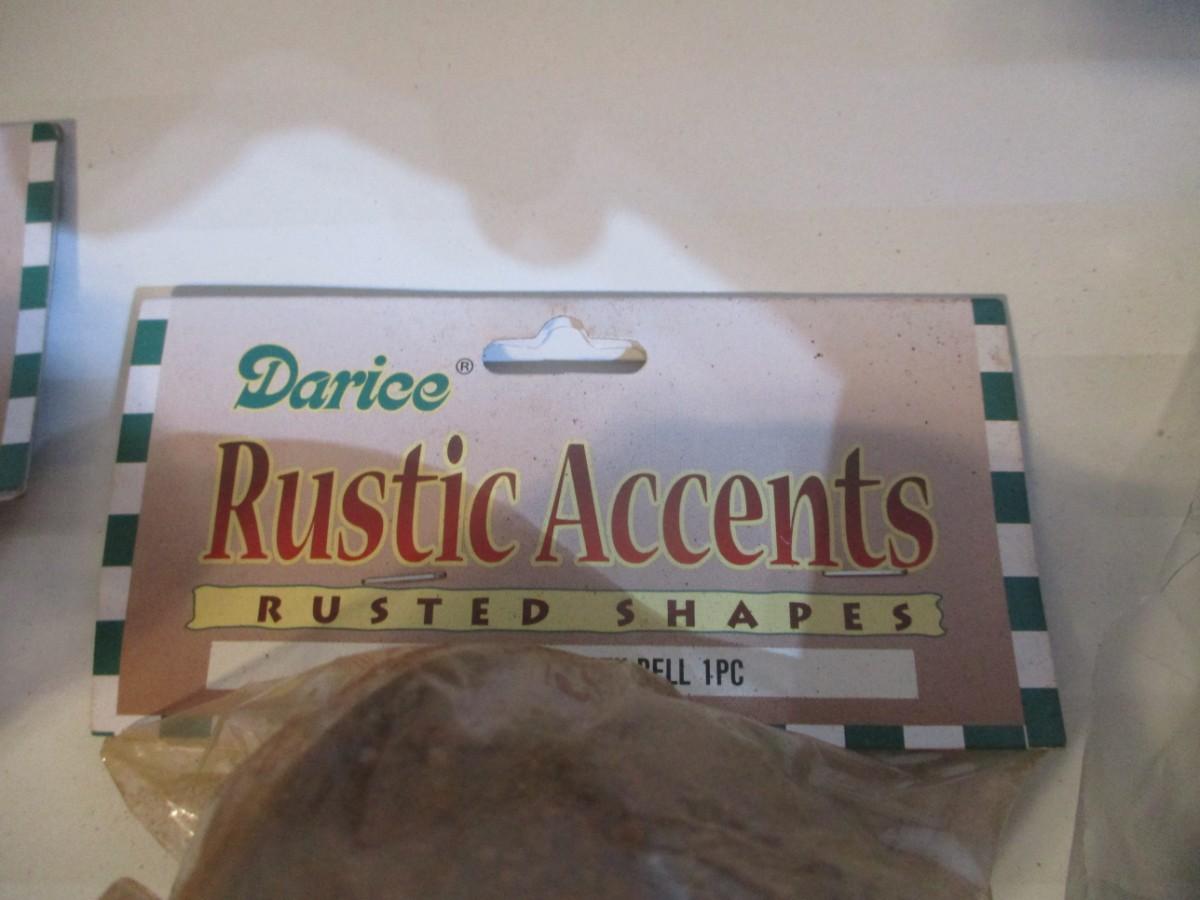 Darice®
Rustic Accents
RUSTED SHAPES
BELL 1PC